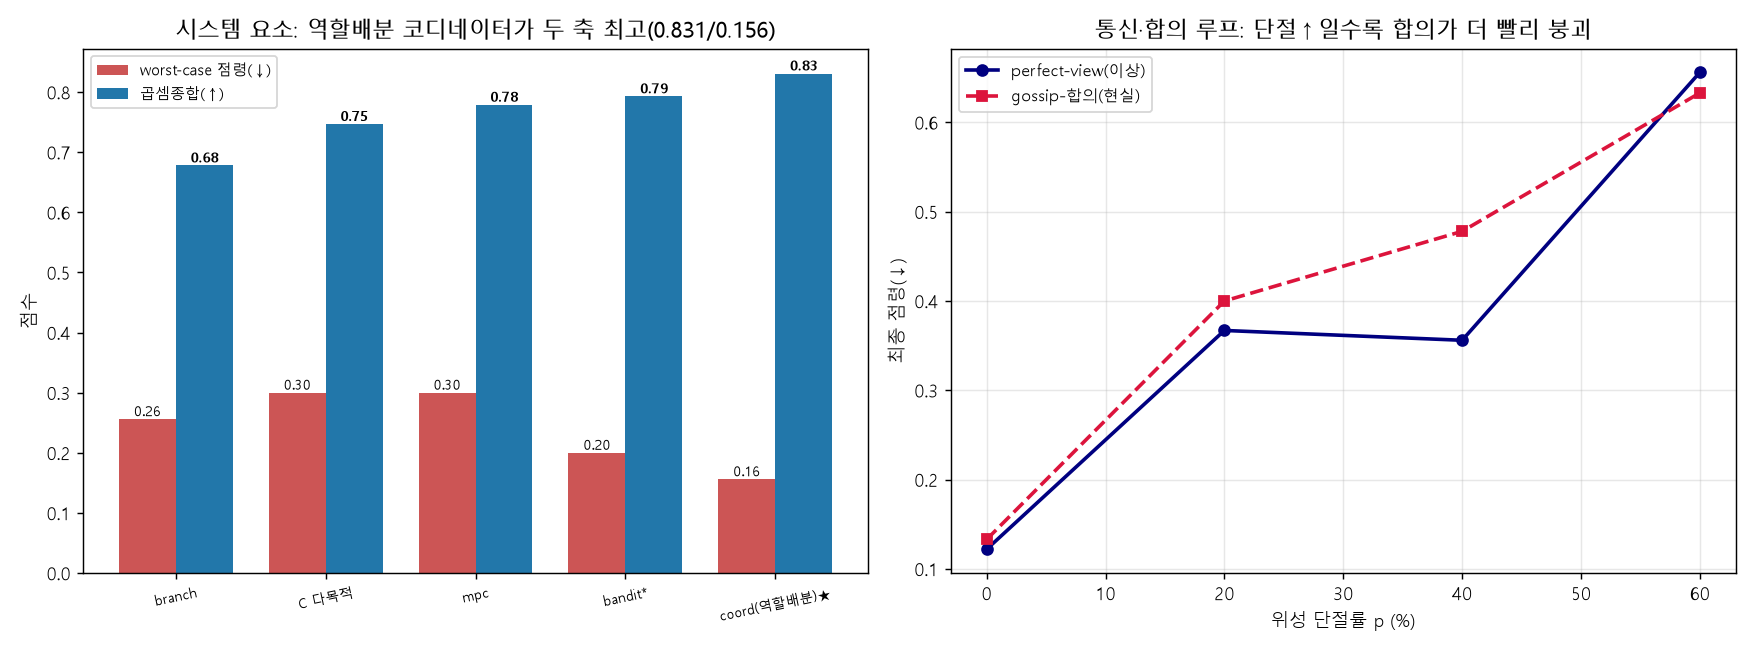 시스템 요소: 역할배분 코디네이터가 두 축 최고(0.831/0.156)
worst-case 점령(↓)
곱셈종합(↑)
점수
0.8
0.7
0.6
0.5
0.4
0.3
0.2
0.1
0.0
0.26
0.68
0.30
0.75
0.30
0.78
0.20
0.79
0.16
0.83
branch
C 다목적
mpc
bandit*
coord(역할배분)★
통신·합의 루프: 단절↑일수록 합의가 더 빨리 붕괴
perfect-view(이상)
gossip-합의(현실)
최종 점령(↓)
0.6
0.5
0.4
0.3
0.2
0.1
0
10
20
30
40
50
60
위성 단절률 p (%)